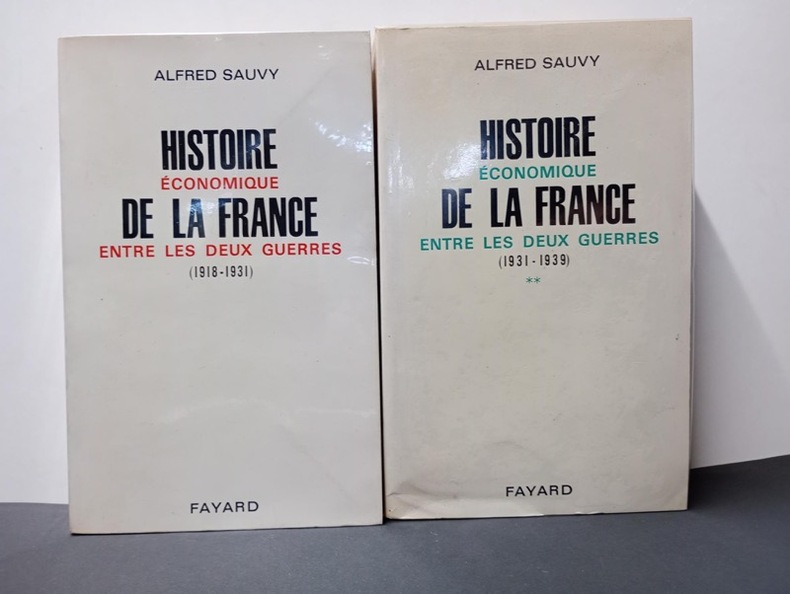 ALFRED SAUVY
HISTOIRE
ÉCONOMIQUE
DE LA FRANCE
ENTRE LES DEUX GUERRES
(1918-1931)
FAYARD
ALFRED SAUVY
HISTOIRE
ÉCONOMIQUE
DE LA FRANCE
ENTRE LES DEUX GUERRES
(1931-1939)
**
FAYARD